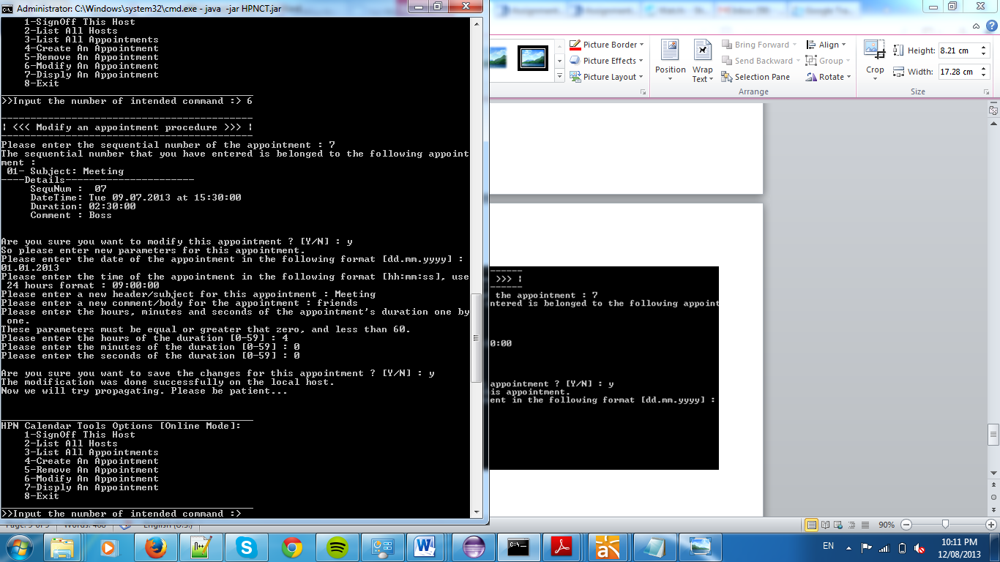 Administrator: C:\Windows\system32\cmd.exe - java -jar HPNCT.jar
1-SignOff This Host
2-List All Hosts
3-List All Appointments
4-Create An Appointment
5-Remove An Appointment
6-Modify An Appointment
7-Disply An Appointment
8-Exit
>>Input the number of intended command :> 6
¦ <<< Modify an appointment procedure >>> ¦
Please enter the sequential number of the appointment : 7
The sequential number that you have entered is belonged to the following appoint
ment :
01- Subject: Meeting
----Details----------------------
SequNum :  07
DateTime: Tue 09.07.2013 at 15:30:00
Duration: 02:30:00
Comment : Boss
Are you sure you want to modify this appointment ? [Y/N] : y
So please enter new parameters for this appointment.
Please enter the date of the appointment in the following format [dd.mm.yyyy] :
01.01.2013
Please enter the time of the appointment in the following format [hh:mm:ss], use
24 hours format : 09:00:00
Please enter a new header/subject for this appointment : Meeting
Please enter a new comment/body for the appointment : friends
Please enter the hours, minutes and seconds of the appointment's duration one by
one.
These parameters must be equal or greater that zero, and less than 60.
Please enter the hours of the duration [0-59] : 4
Please enter the minutes of the duration [0-59] : 0
Please enter the seconds of the duration [0-59] : 0
Are you sure you want to save the changes for this appointment ? [Y/N] : y
The modification was done successfully on the local host.
Now we will try propagating. Please be patient...
HPN Calendar Tools Options [Online Mode]:
1-SignOff This Host
2-List All Hosts
3-List All Appointments
4-Create An Appointment
5-Remove An Appointment
6-Modify An Appointment
7-Disply An Appointment
8-Exit
>>Input the number of intended command :>
Picture Border
Picture Effects
Picture Layout
Position
Wrap
Text
Bring Forward
Send Backward
Selection Pane
Align
Group
Rotate
Arrange
Crop
Height: 8.21 cm
Width: 17.28 cm
Size
>>> ¦
the appointment : 7
ntered is belonged to the following appoint
0:00
appointment ? [Y/N] : y
is appointment.
ent in the following format [dd.mm.yyyy] :
90%
EN
10:11 PM
12/08/2013